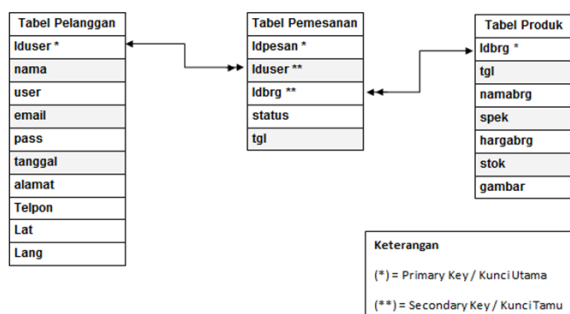 Tabel Pelanggan
Iduser *
nama
user
email
pass
tanggal
alamat
Telpon
Lat
Lang
Tabel Pemesanan
Idpesan *
Iduser **
Idbrg **
status
tgl
Tabel Produk
Idbrg *
tgl
namabrg
spek
hargabrg
stok
gambar
Keterangan
(*) = Primary Key / Kunci Utama
(**) = Secondary Key / Kunci Tamu